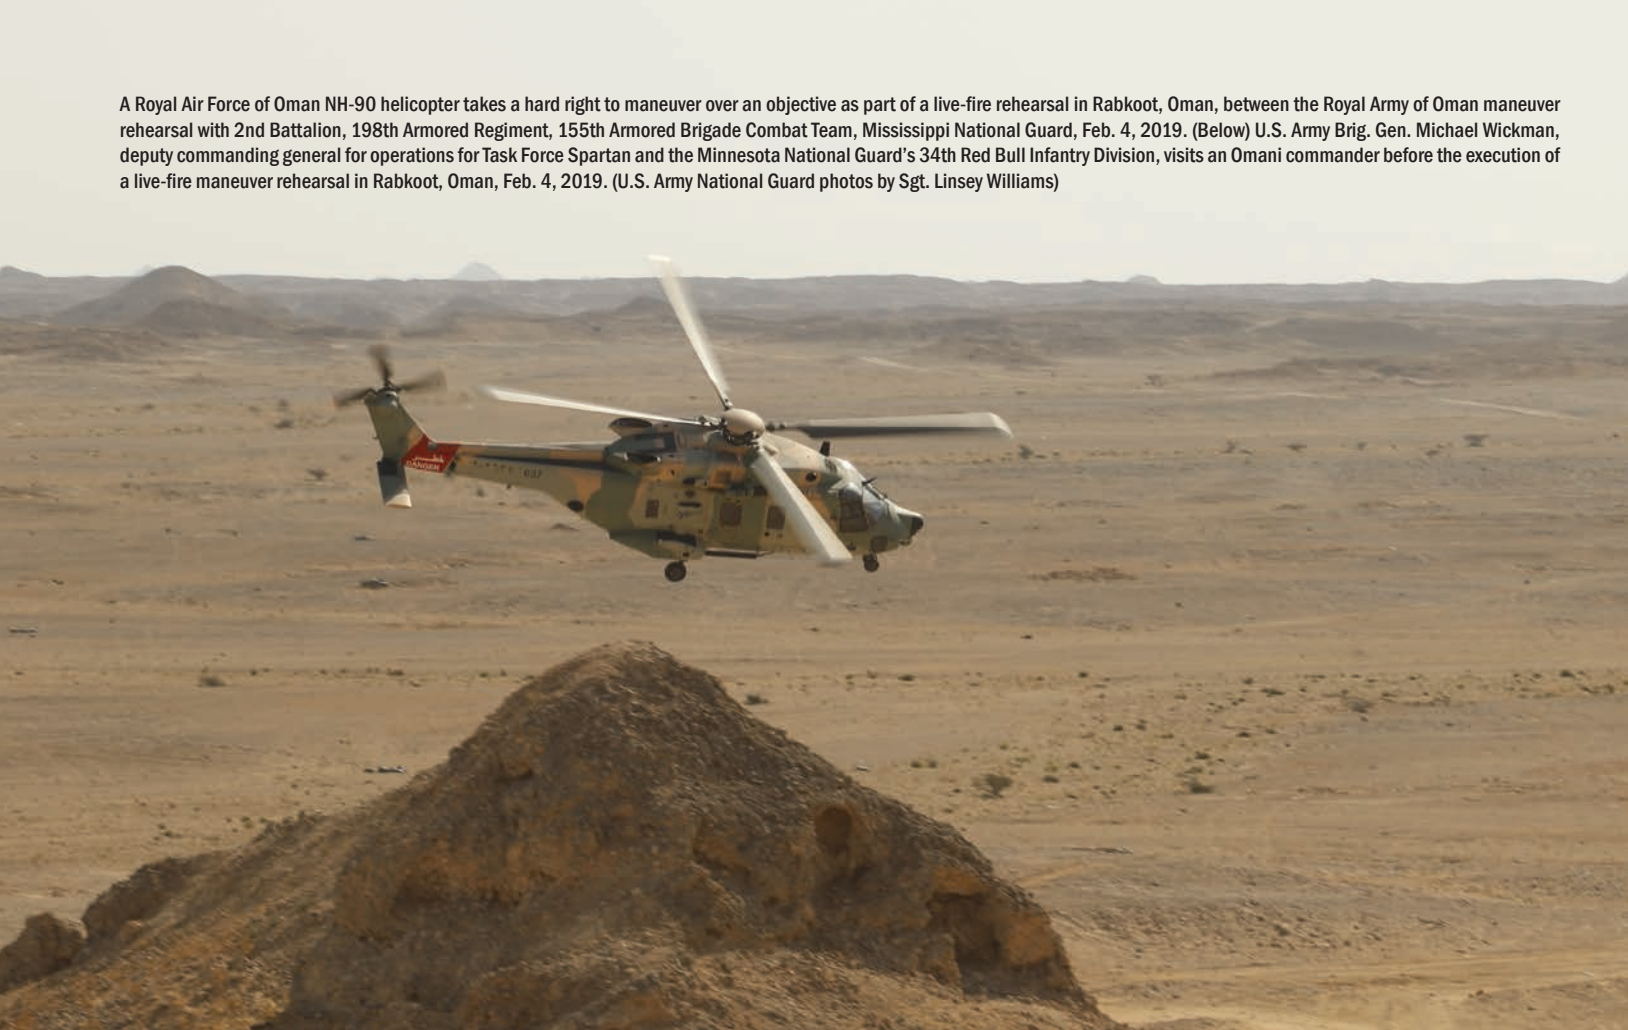 A Royal Air Force of Oman NH-90 helicopter takes a hard right to maneuver over an objective as part of a live-fire rehearsal in Rabkoot, Oman, between the Royal Army of Oman maneuver
rehearsal with 2nd Battalion, 198th Armored Regiment, 155th Armored Brigade Combat Team, Mississippi National Guard, Feb. 4, 2019. (Below) U.S. Army Brig. Gen. Michael Wickman,
deputy commanding general for operations for Task Force Spartan and the Minnesota National Guard’s 34th Red Bull Infantry Division, visits an Omani commander before the execution of
a live-fire maneuver rehearsal in Rabkoot, Oman, Feb. 4, 2019. (U.S. Army National Guard photos by Sgt. Linsey Williams)
DANGER